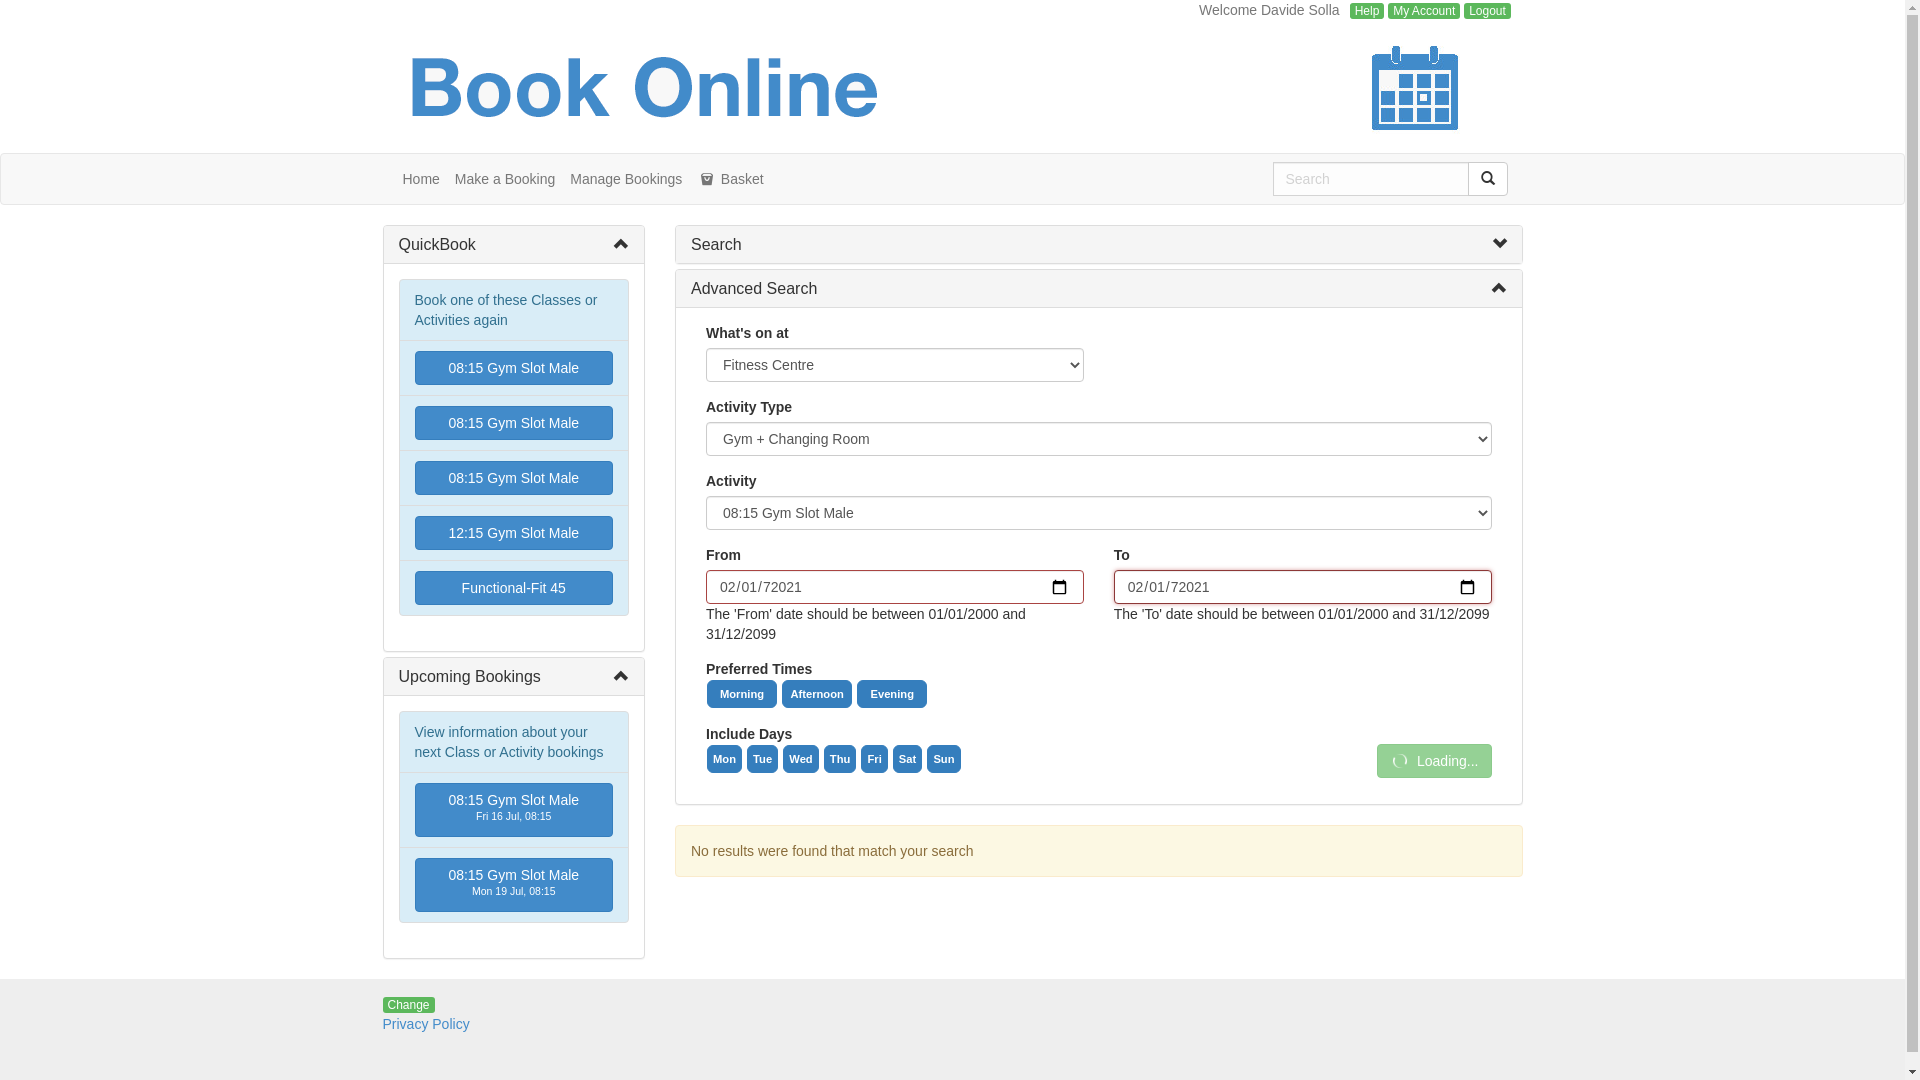 Welcome Davide Solla Help My Account Logout
Book Online
Home Make a Booking Manage Bookings Basket Search
QuickBook
Book one of these Classes or
Activities again
08:15 Gym Slot Male
08:15 Gym Slot Male
08:15 Gym Slot Male
12:15 Gym Slot Male
Functional-Fit 45
Upcoming Bookings
View information about your
next Class or Activity bookings
08:15 Gym Slot Male
Fri 16 Jul, 08:15
08:15 Gym Slot Male
Mon 19 Jul, 08:15
Search
Advanced Search
What's on at
Fitness Centre
Activity Type
Gym + Changing Room
Activity
08:15 Gym Slot Male
From
02/01/72021
The 'From' date should be between 01/01/2000 and
31/12/2099
To
02/01/72021
The 'To' date should be between 01/01/2000 and 31/12/2099
Preferred Times
Morning Afternoon Evening
Include Days
Mon Tue Wed Thu Fri Sat Sun
Loading...
No results were found that match your search
Change
Privacy Policy